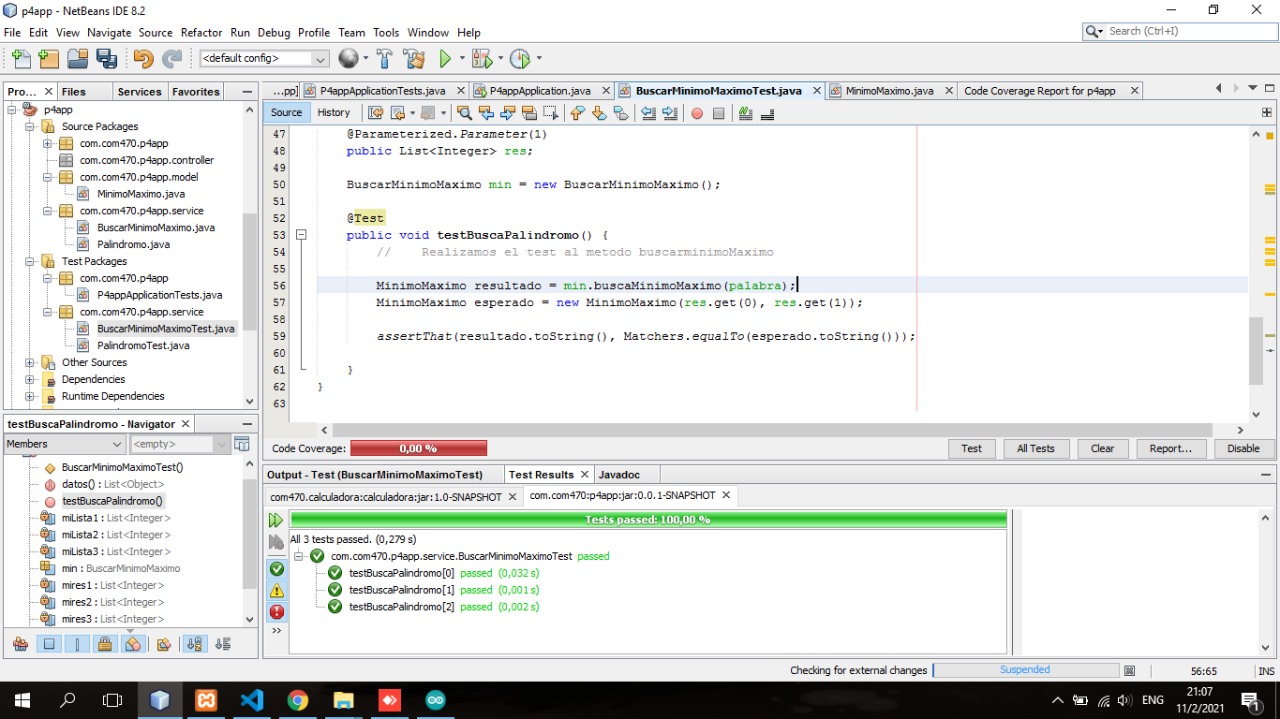 p4app - NetBeans IDE 8.2
File Edit View Navigate Source Refactor Run Debug Profile Team Tools Window Help
Search (Ctrl+I)
<default config>
Pro... Files Services Favorites
...pp] P4appApplicationTests.java P4appApplication.java BuscarMinimoMaximoTest.java MinimoMaximo.java Code Coverage Report for p4app
Source History
p4app
Source Packages
com.com470.p4app
com.com470.p4app.controller
com.com470.p4app.model
MinimoMaximo.java
com.com470.p4app.service
BuscarMinimoMaximo.java
Palindromo.java
Test Packages
com.com470.p4app
P4appApplicationTests.java
com.com470.p4app.service
BuscarMinimoMaximoTest.java
PalindromoTest.java
Other Sources
Dependencies
Runtime Dependencies
47 @Parameterized.Parameter(1)
48 public List<Integer> res;
49
50 BuscarMinimoMaximo min = new BuscarMinimoMaximo();
51
52 @Test
53 public void testBuscaPalindromo() {
54 // Realizamos el test al metodo buscarminimoMaximo
55
56 MinimoMaximo resultado = min.buscaMinimoMaximo(palabra);
57 MinimoMaximo esperado = new MinimoMaximo(res.get(0), res.get(1));
58
59 assertThat(resultado.toString(), Matchers.equalTo(esperado.toString()));
60
61 }
62 }
63
Code Coverage: 0,00 % Test All Tests Clear Report... Disable
testBuscaPalindromo - Navigator
Members <empty>
BuscarMinimoMaximoTest()
datos() : List<Object>
testBuscaPalindromo()
miLista1 : List<Integer>
miLista2 : List<Integer>
miLista3 : List<Integer>
min : BuscarMinimoMaximo
mires1 : List<Integer>
mires2 : List<Integer>
mires3 : List<Integer>
Output - Test (BuscarMinimoMaximoTest) Test Results Javadoc
com470.calculadora:calculadora:jar:1.0-SNAPSHOT com.com470:p4app:jar:0.0.1-SNAPSHOT
Tests passed: 100,00 %
All 3 tests passed. (0,279 s)
com.com470.p4app.service.BuscarMinimoMaximoTest passed
testBuscaPalindromo[0] passed (0,032 s)
testBuscaPalindromo[1] passed (0,001 s)
testBuscaPalindromo[2] passed (0,002 s)
Checking for external changes Suspended 56:65 INS
ENG
21:07
11/2/2021
1